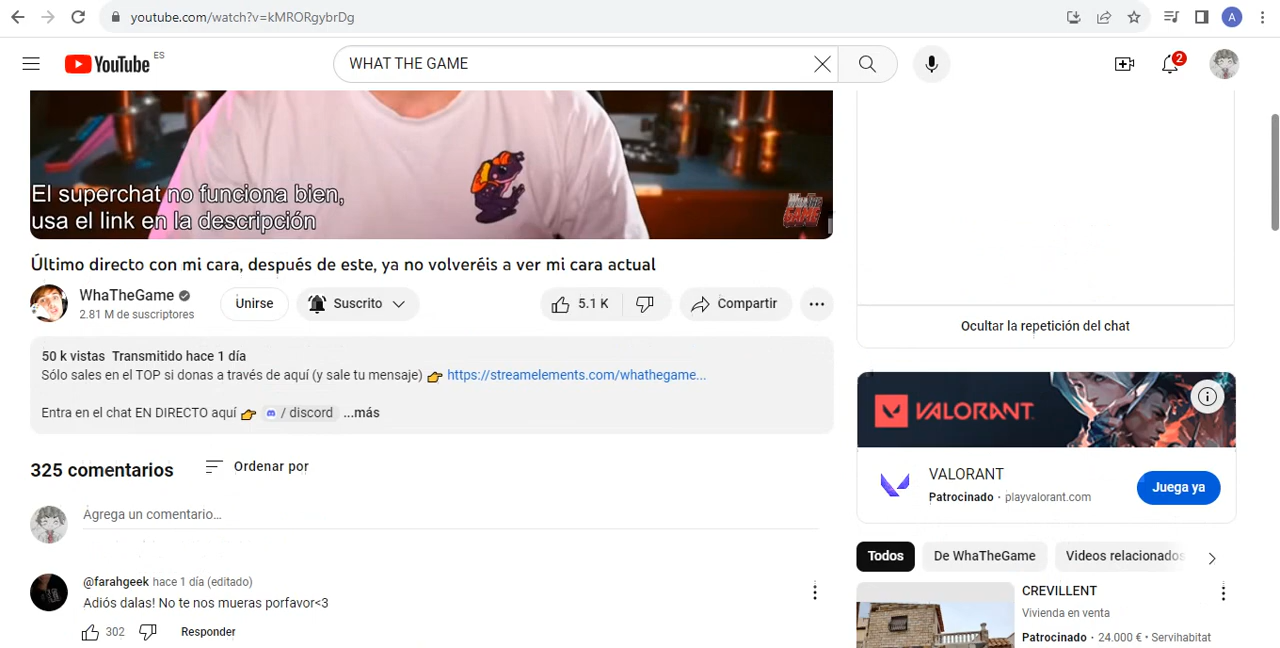 youtube.com/watch?v=kMRORgybrDg
A
YouTube ES
WHAT THE GAME
2
El superchat no funciona bien,
usa el link en la descripción
WhaTheGame
Último directo con mi cara, después de este, ya no volveréis a ver mi cara actual
WhaTheGame
2.81 M de suscriptores
Unirse
Suscrito
5.1 K
Compartir
50 k vistas Transmitido hace 1 día
Sólo sales en el TOP si donas a través de aquí (y sale tu mensaje) 👉 https://streamelements.com/whathegame...
Entra en el chat EN DIRECTO aquí 👉 / discord ...más
325 comentarios
Ordenar por
Agrega un comentario...
@farahgeek hace 1 día (editado)
Adiós dalas! No te nos mueras porfavor<3
302
Responder
Ocultar la repetición del chat
VALORANT
VALORANT
Patrocinado · playvalorant.com
Juega ya
Todos
De WhaTheGame
Videos relacionados
CREVILLENT
Vivienda en venta
Patrocinado · 24.000 € · Servihabitat